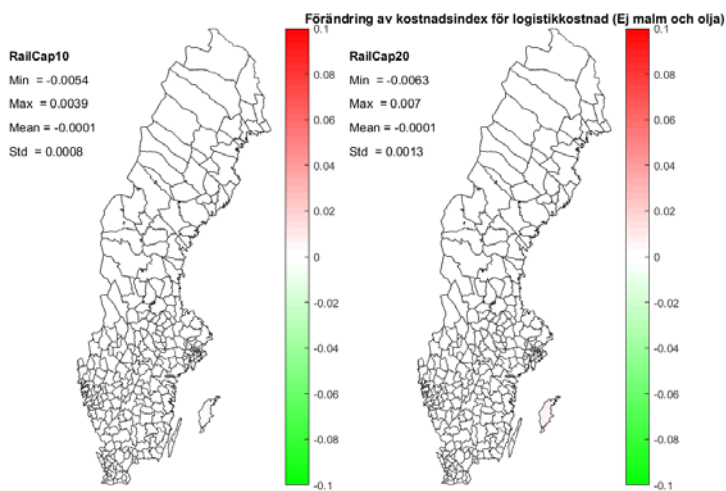 Förändring av kostnadsindex för logistikkostnad (Ej malm och olja)
RailCap10
Min = -0.0054
Max = 0.0039
Mean = -0.0001
Std = 0.0008
0.1
0.08
0.06
0.04
0.02
0
-0.02
-0.04
-0.06
-0.08
-0.1
RailCap20
Min = -0.0063
Max = 0.007
Mean = -0.0001
Std = 0.0013
0.1
0.08
0.06
0.04
0.02
0
-0.02
-0.04
-0.06
-0.08
-0.1